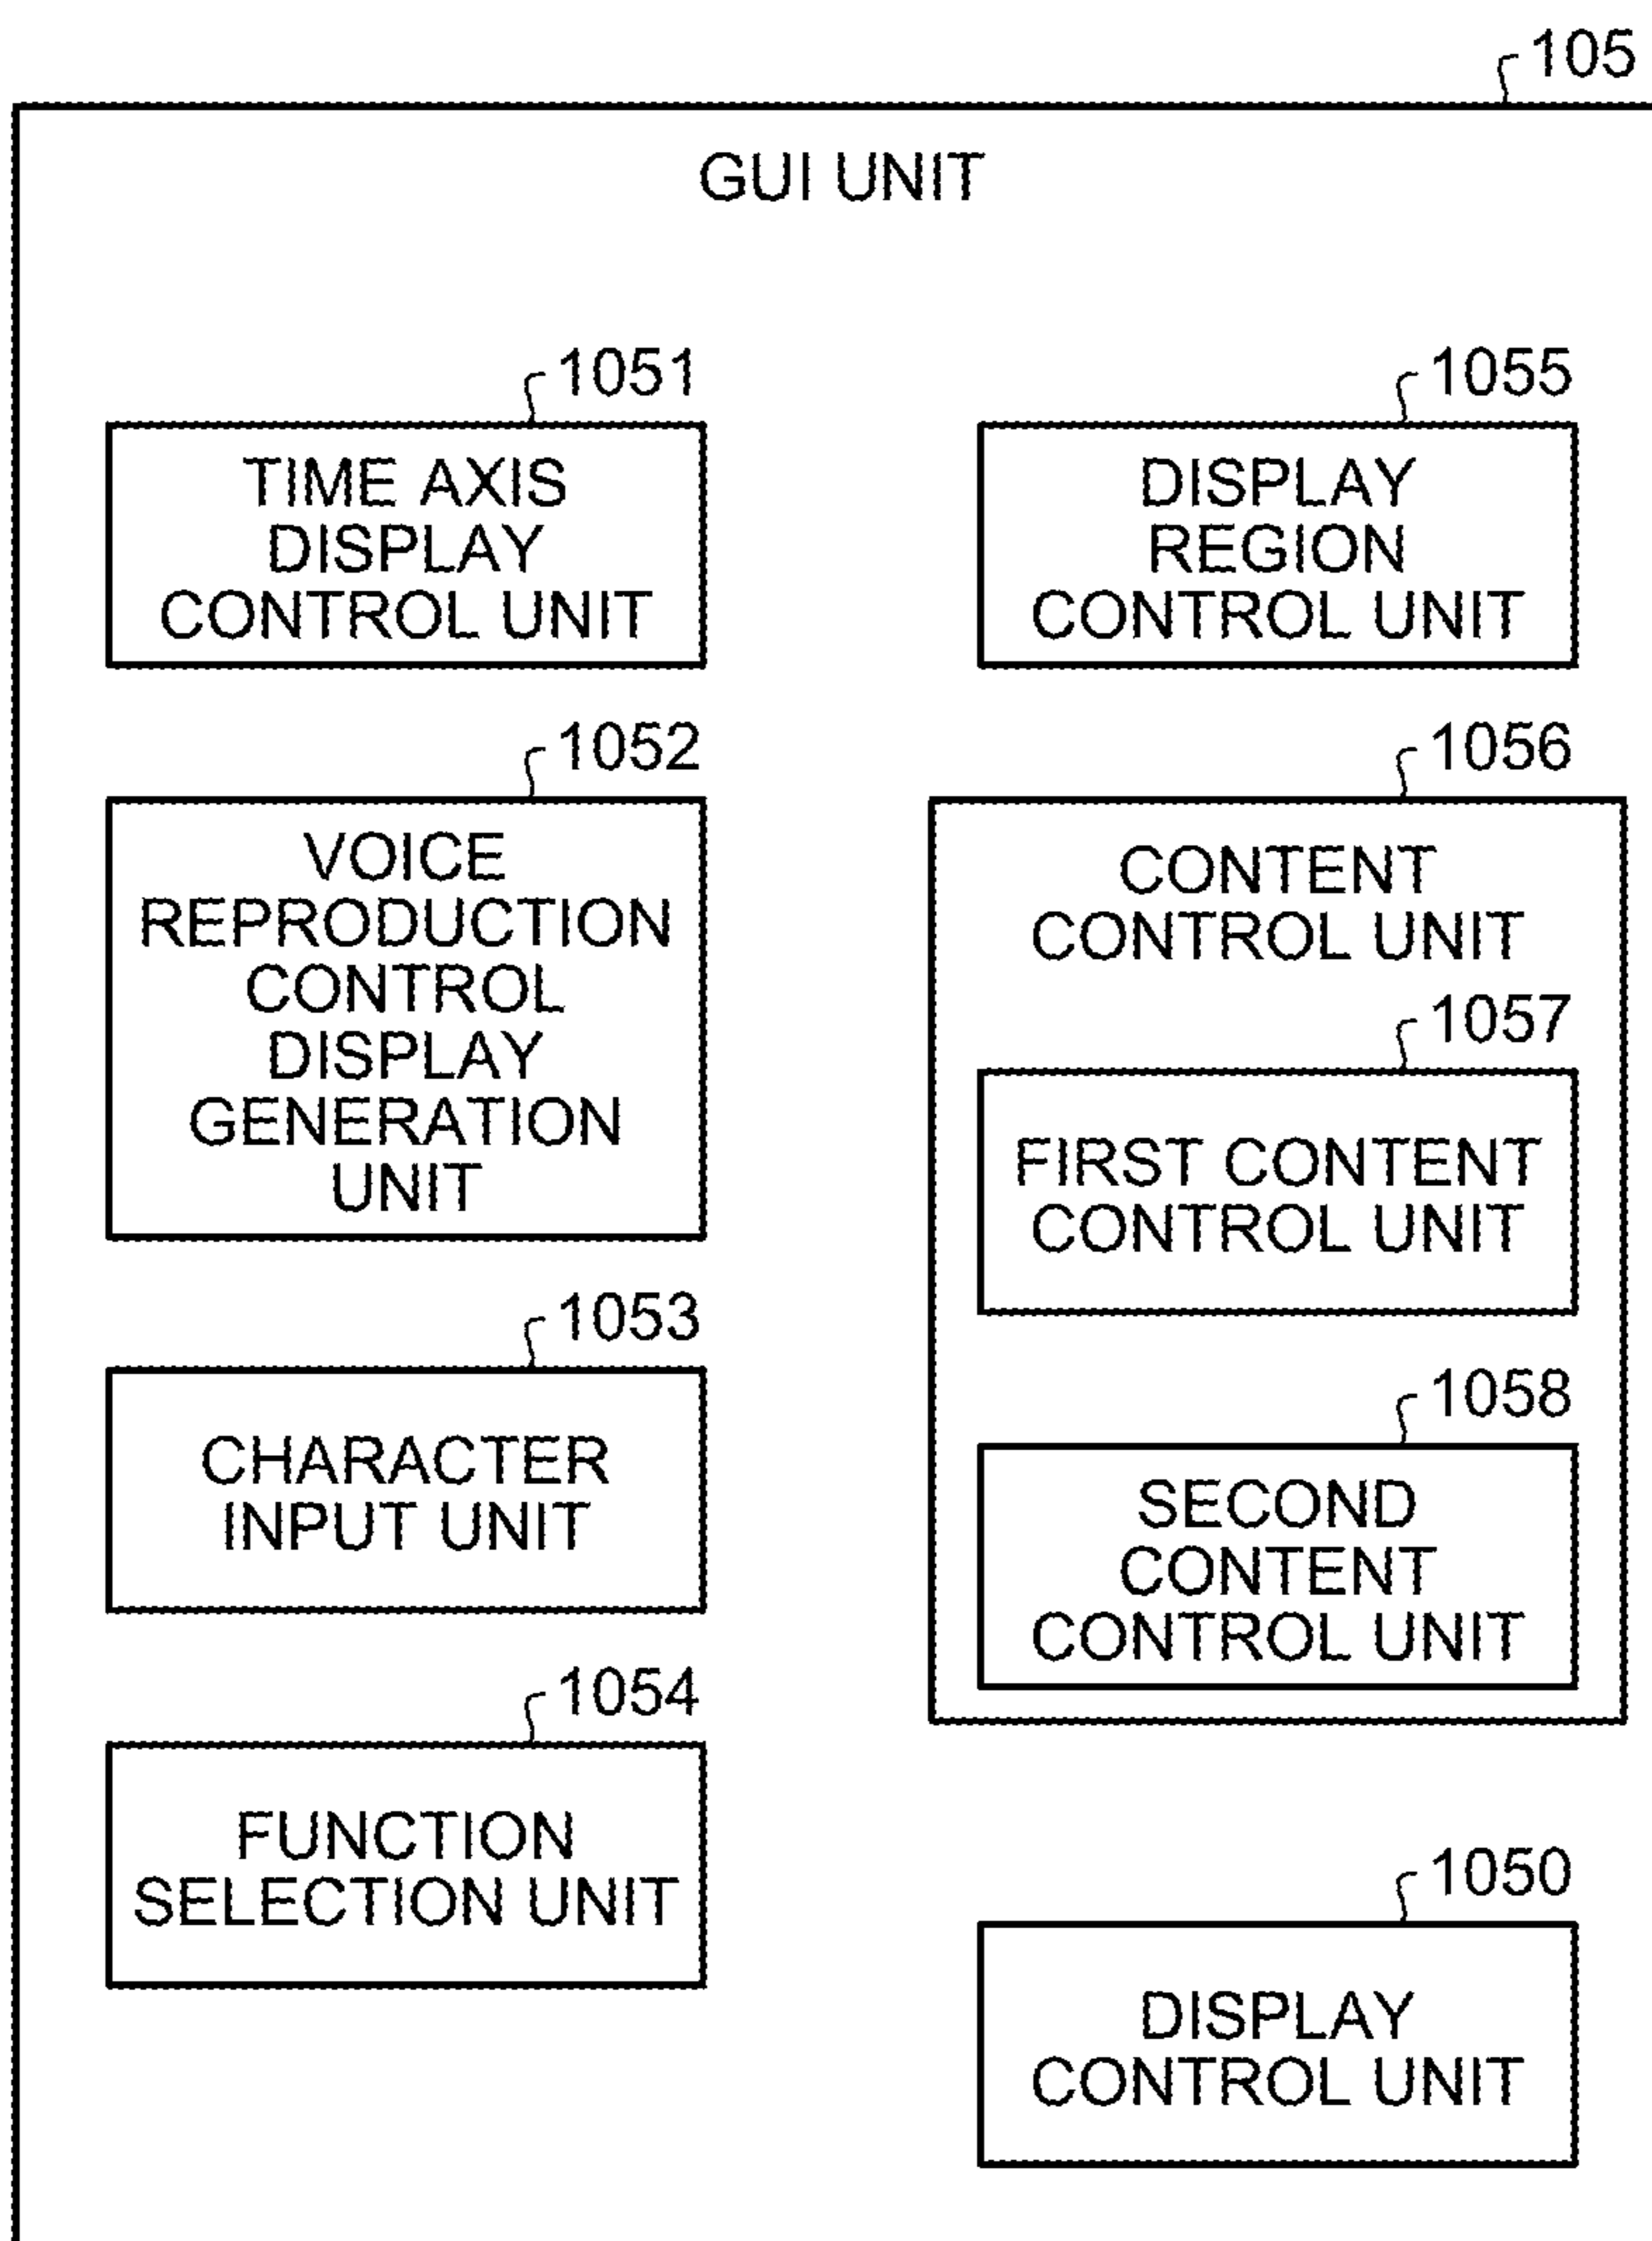 105
GUI UNIT
1051
TIME AXIS
DISPLAY
CONTROL UNIT
1052
VOICE
REPRODUCTION
CONTROL
DISPLAY
GENERATION
UNIT
1053
CHARACTER
INPUT UNIT
1054
FUNCTION
SELECTION UNIT
1055
DISPLAY
REGION
CONTROL UNIT
1056
CONTENT
CONTROL UNIT
1057
FIRST CONTENT
CONTROL UNIT
1058
SECOND
CONTENT
CONTROL UNIT
1050
DISPLAY
CONTROL UNIT